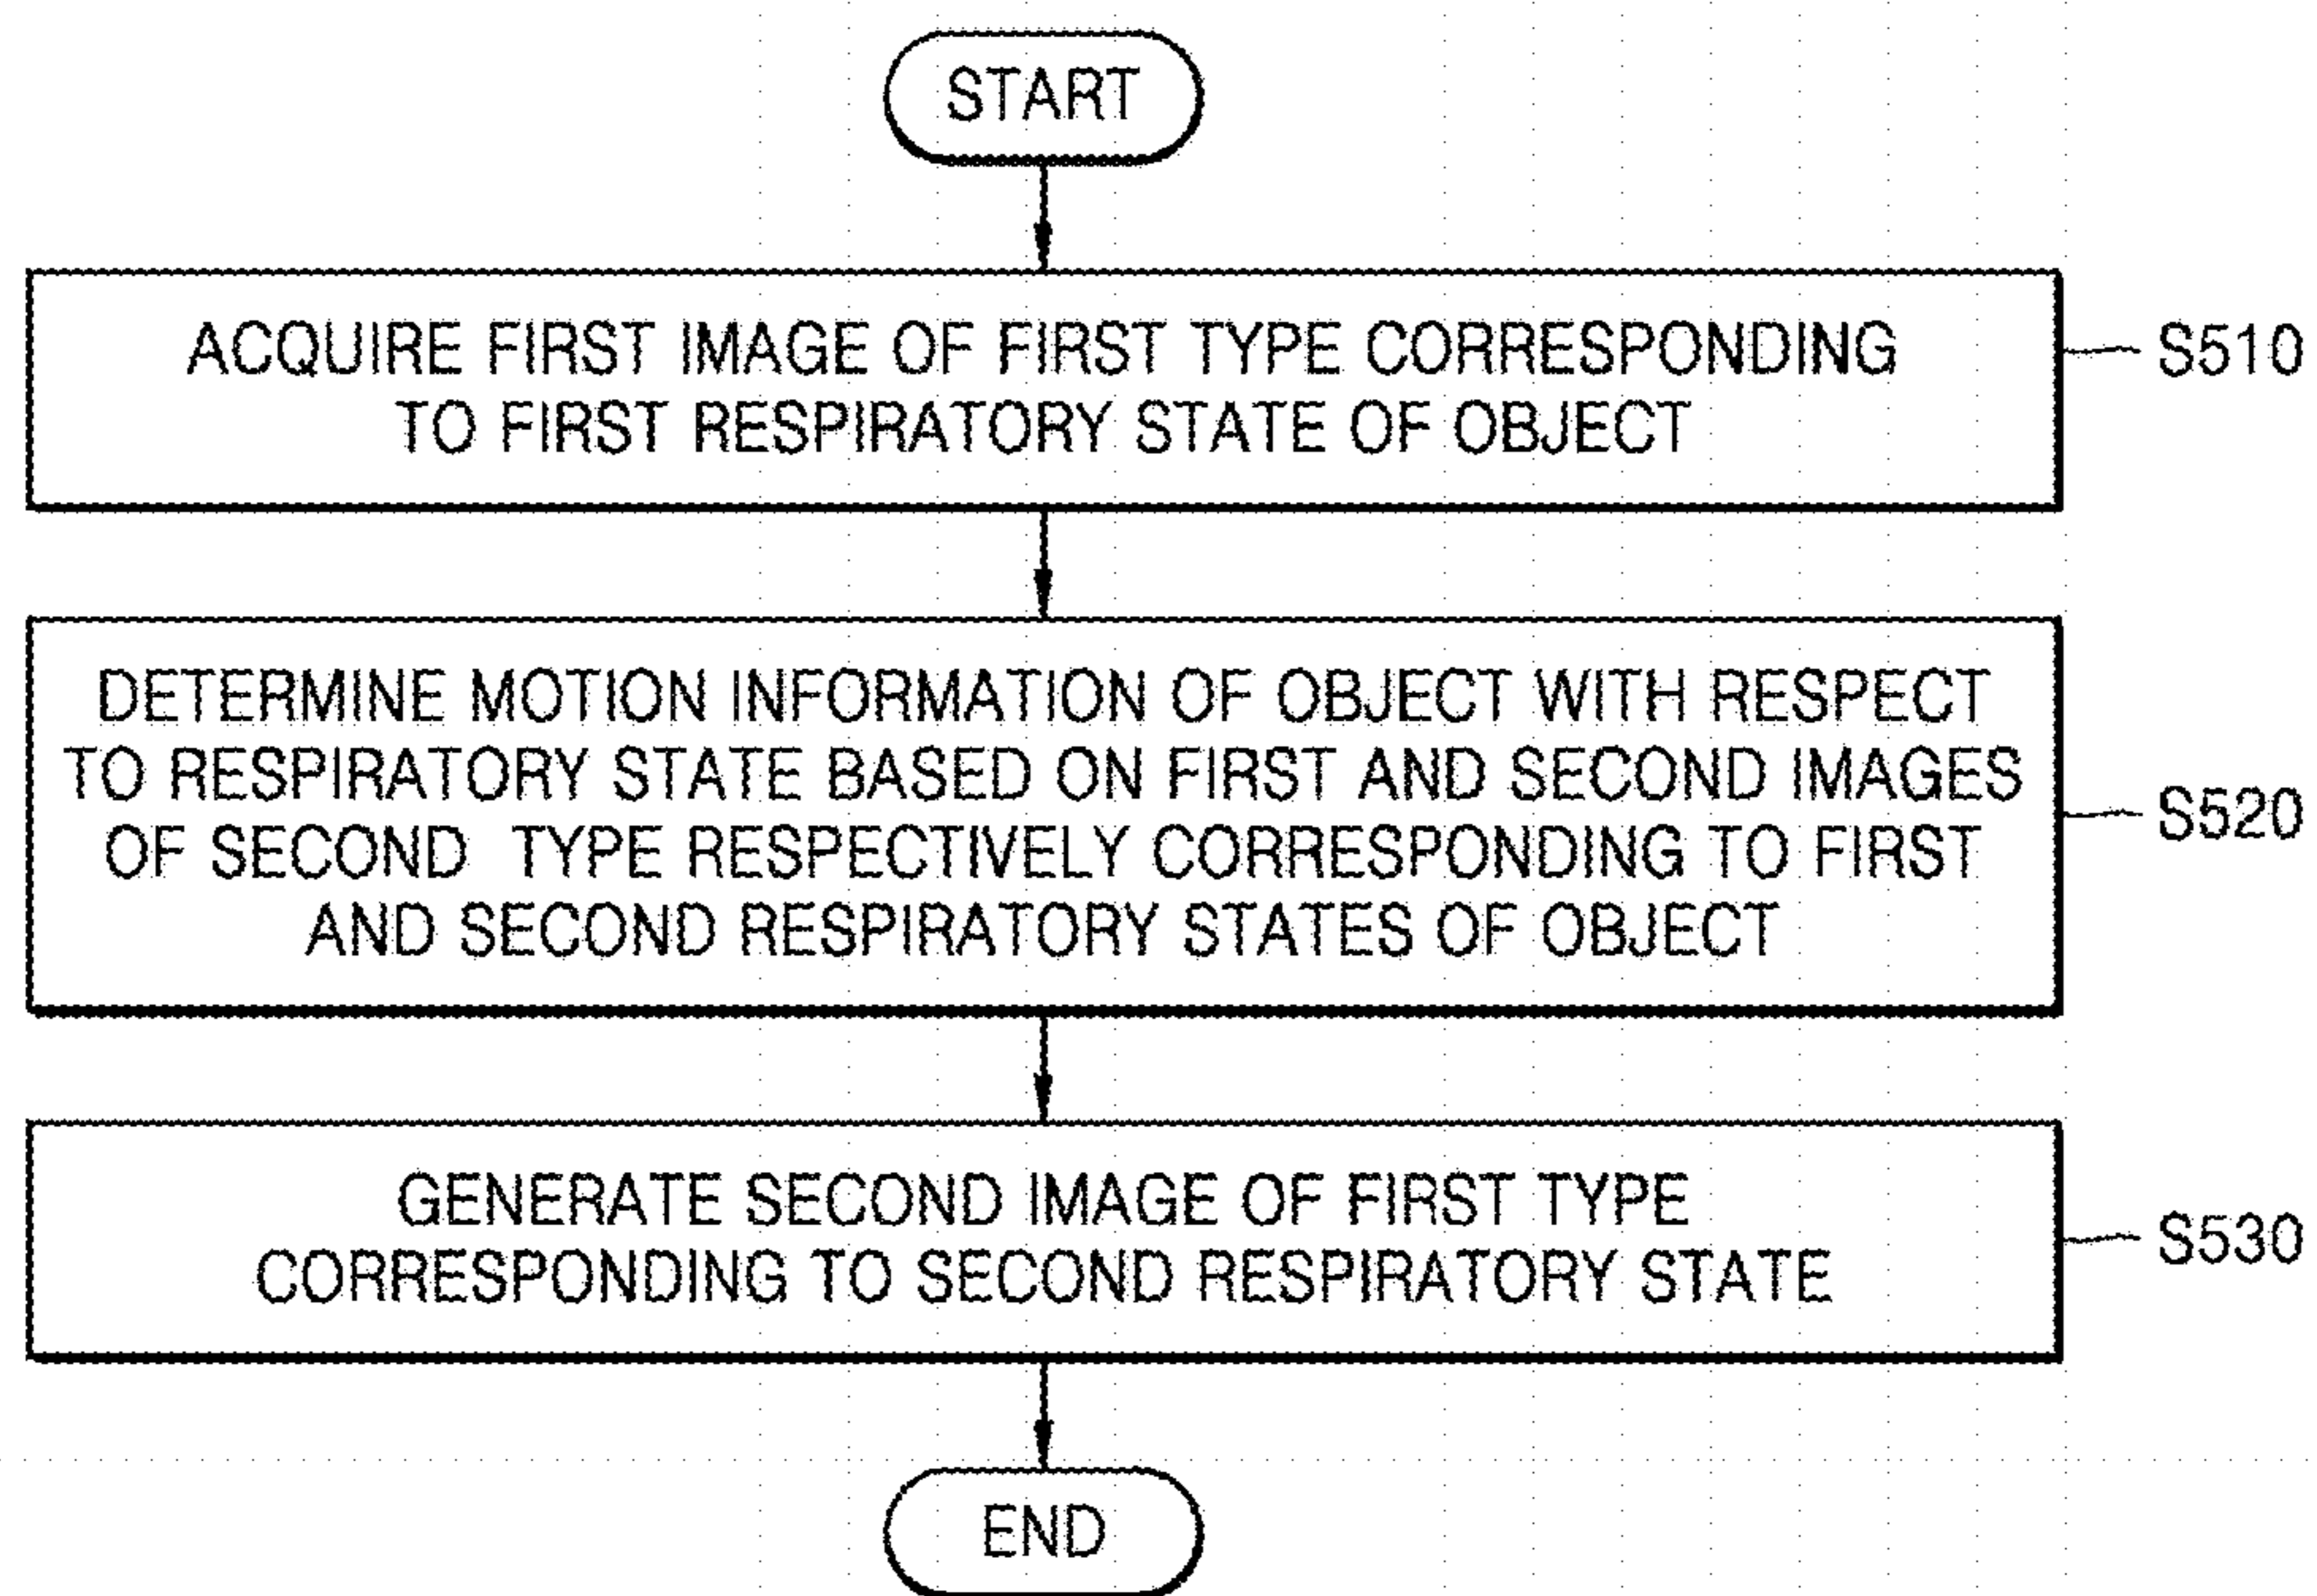 START
ACQUIRE FIRST IMAGE OF FIRST TYPE CORRESPONDING
TO FIRST RESPIRATORY STATE OF OBJECT
S510
DETERMINE MOTION INFORMATION OF OBJECT WITH RESPECT
TO RESPIRATORY STATE BASED ON FIRST AND SECOND IMAGES
OF SECOND TYPE RESPECTIVELY CORRESPONDING TO FIRST
AND SECOND RESPIRATORY STATES OF OBJECT
S520
GENERATE SECOND IMAGE OF FIRST TYPE
CORRESPONDING TO SECOND RESPIRATORY STATE
S530
END